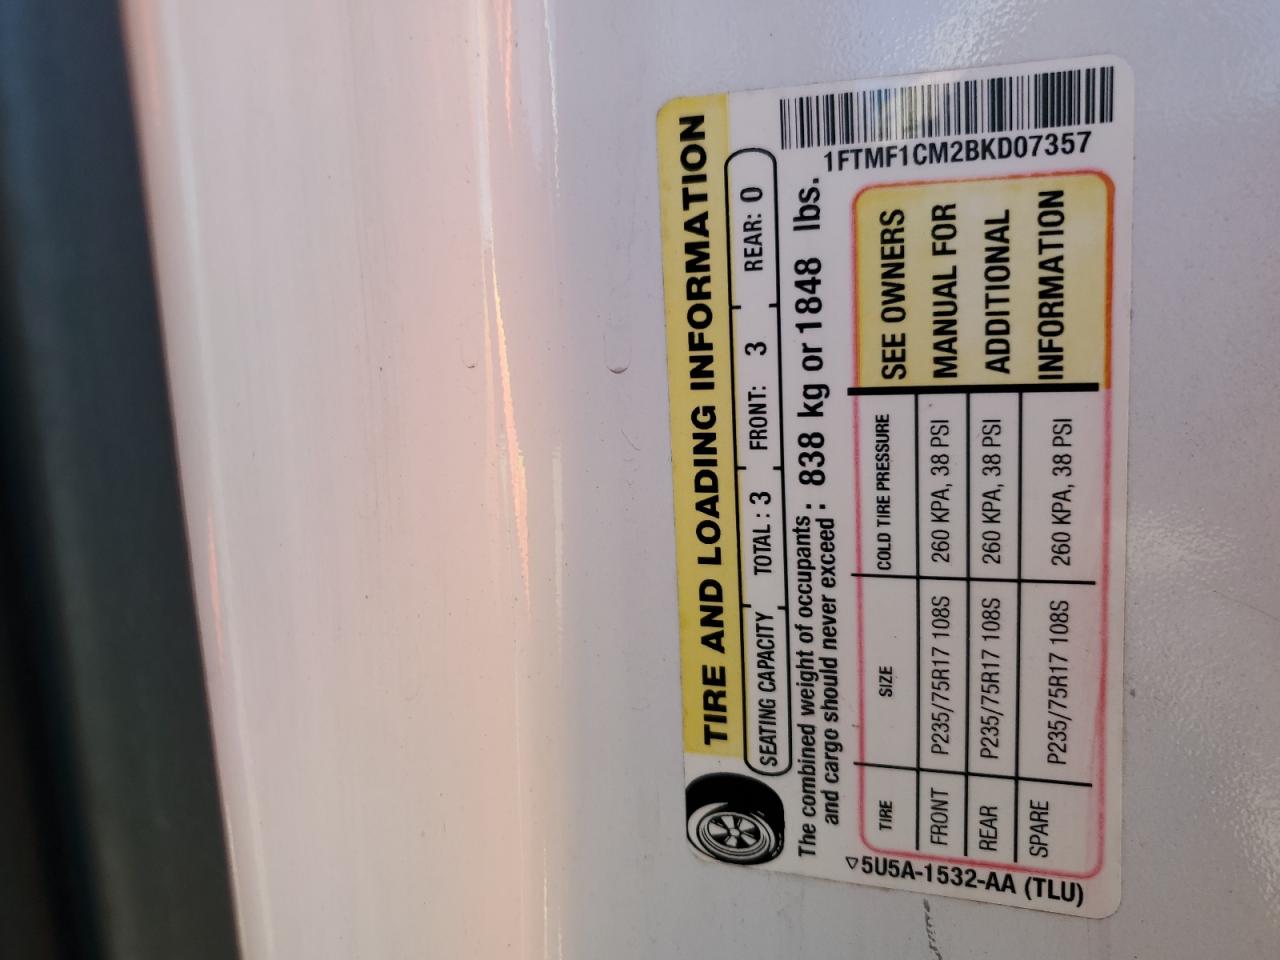 TIRE AND LOADING INFORMATION
SEATING CAPACITY TOTAL : 3 FRONT: 3 REAR: 0
The combined weight of occupants : 838 kg or 1848 lbs.
and cargo should never exceed :
1FTMF1CM2BKD07357
TIRE SIZE COLD TIRE PRESSURE
FRONT P235/75R17 108S 260 KPA, 38 PSI
REAR P235/75R17 108S 260 KPA, 38 PSI
SPARE P235/75R17 108S 260 KPA, 38 PSI
SEE OWNERS
MANUAL FOR
ADDITIONAL
INFORMATION
▽5U5A-1532-AA (TLU)